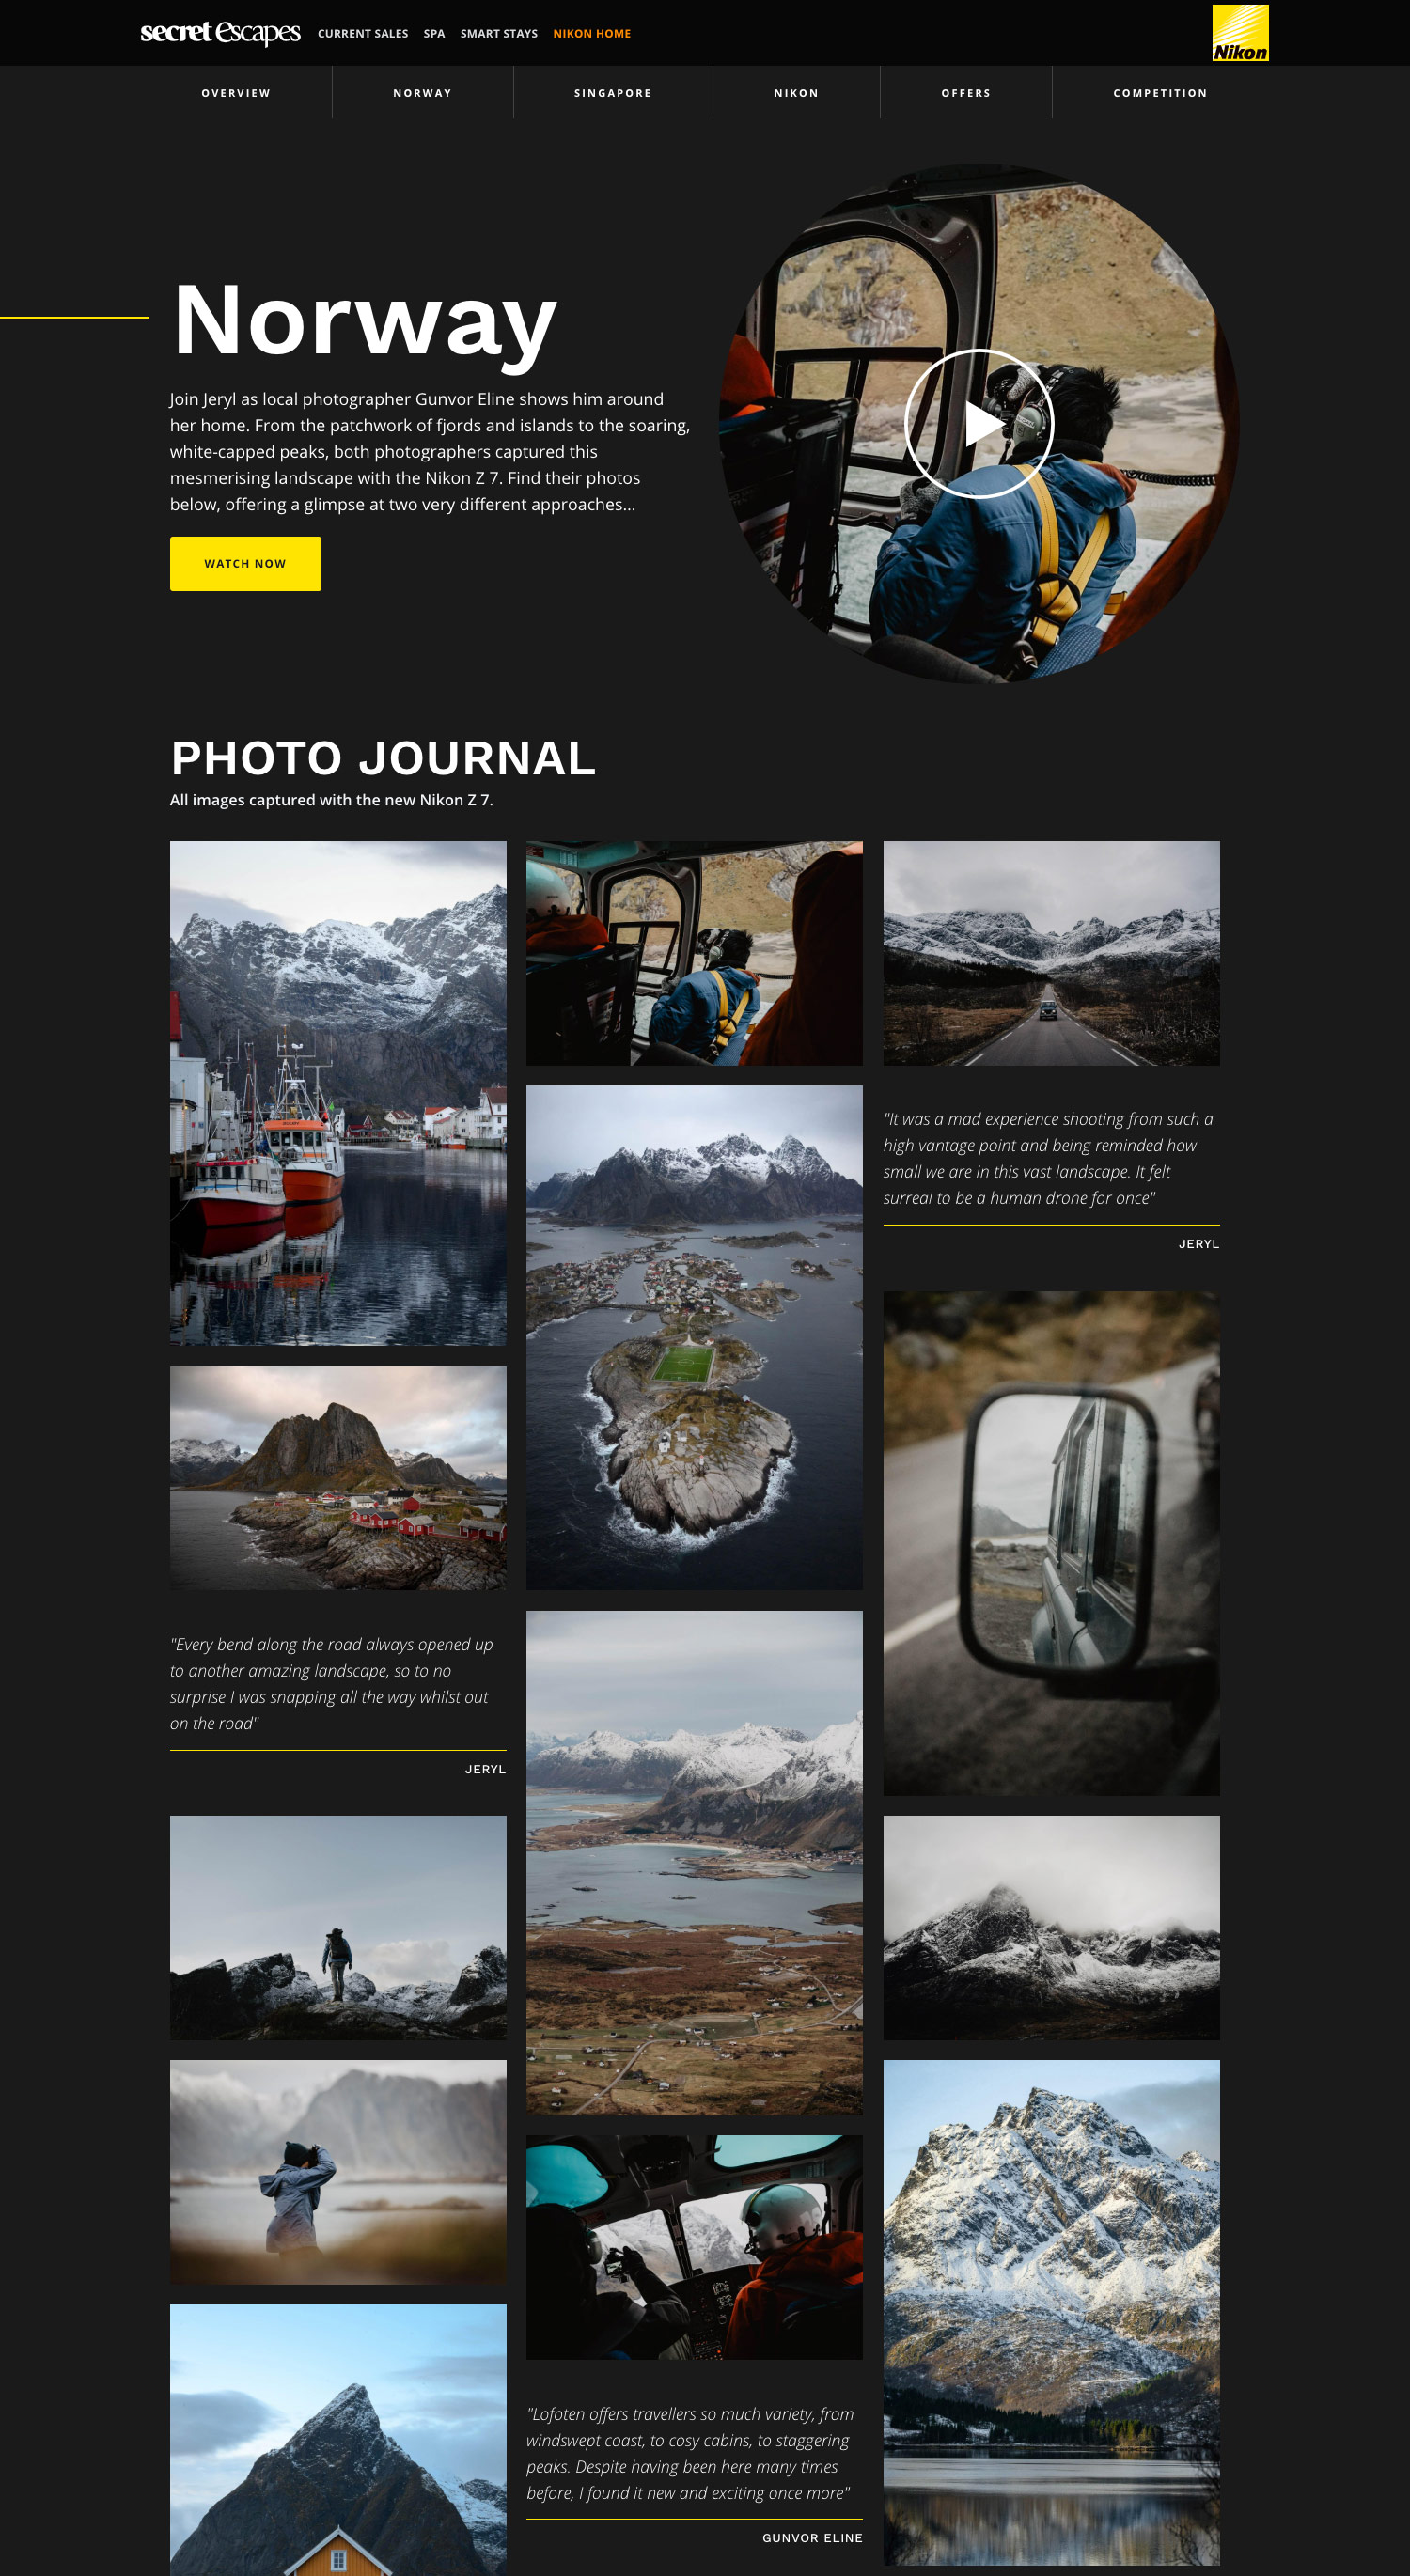 secret Escapes CURRENT SALES SPA SMART STAYS NIKON HOME Nikon
OVERVIEW NORWAY SINGAPORE NIKON OFFERS COMPETITION
Norway
Join Jeryl as local photographer Gunvor Eline shows him around
her home. From the patchwork of fjords and islands to the soaring,
white-capped peaks, both photographers captured this
mesmerising landscape with the Nikon Z 7. Find their photos
below, offering a glimpse at two very different approaches...
WATCH NOW
PHOTO JOURNAL
All images captured with the new Nikon Z 7.
"It was a mad experience shooting from such a
high vantage point and being reminded how
small we are in this vast landscape. It felt
surreal to be a human drone for once"
JERYL
"Every bend along the road always opened up
to another amazing landscape, so to no
surprise I was snapping all the way whilst out
on the road"
JERYL
"Lofoten offers travellers so much variety, from
windswept coast, to cosy cabins, to staggering
peaks. Despite having been here many times
before, I found it new and exciting once more"
GUNVOR ELINE